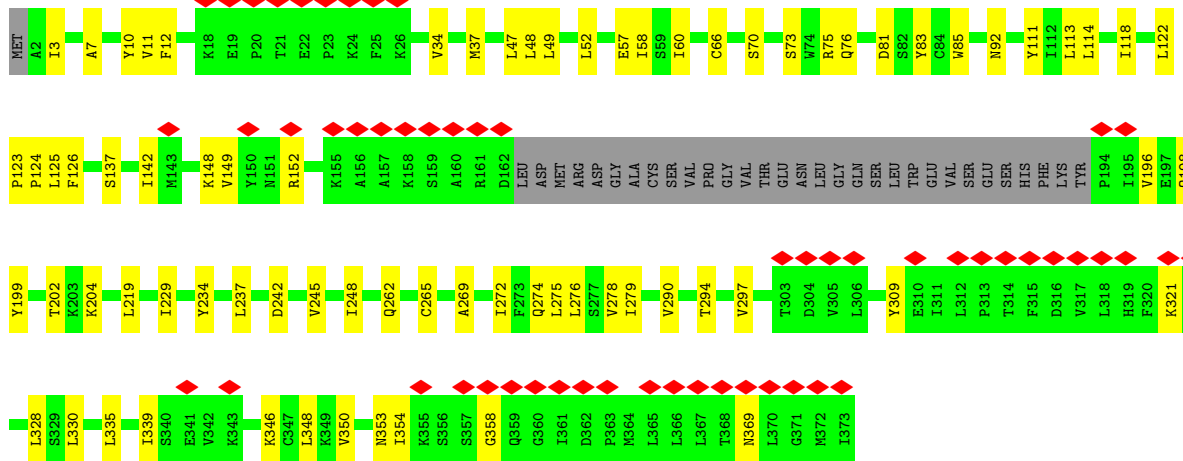 MET A2 I3 A7 Y10 V11 F12 K18 E19 P20 T21 E22 P23 K24 F25 K26 V34 M37 L47 L48 L49 L52 E57 I58 S59 I60 C66 S70 S73 W74 R75 Q76 D81 S82 Y83 C84 W85 N92 Y111 I112 L113 L114 I118 L122
P123 P124 L125 F126 S137 I142 M143 K148 V149 Y150 N151 R152 K155 A156 A157 K158 S159 A160 R161 D162 LEU ASP MET ARG ASP GLY ALA CYS SER VAL PRO GLY VAL THR GLU ASN LEU GLY GLN SER LEU TRP GLU VAL SER GLU SER HIS PHE LYS TYR P194 I195 V196 E197
Y199 T202 K203 K204 L219 I229 Y234 L237 D242 V245 I248 Q262 C265 A269 I272 F273 Q274 L275 L276 S277 V278 I279 V290 T294 V297 T303 D304 V305 L306 Y309 E310 I311 L312 P313 T314 F315 D316 V317 L318 H319 F320 K321
L328 S329 L330 L335 I339 S340 E341 V342 K343 K346 C347 L348 K349 V350 N353 I354 K355 S356 S357 G358 Q359 G360 I361 D362 P363 M364 L365 L366 L367 T368 N369 L370 G371 M372 I373